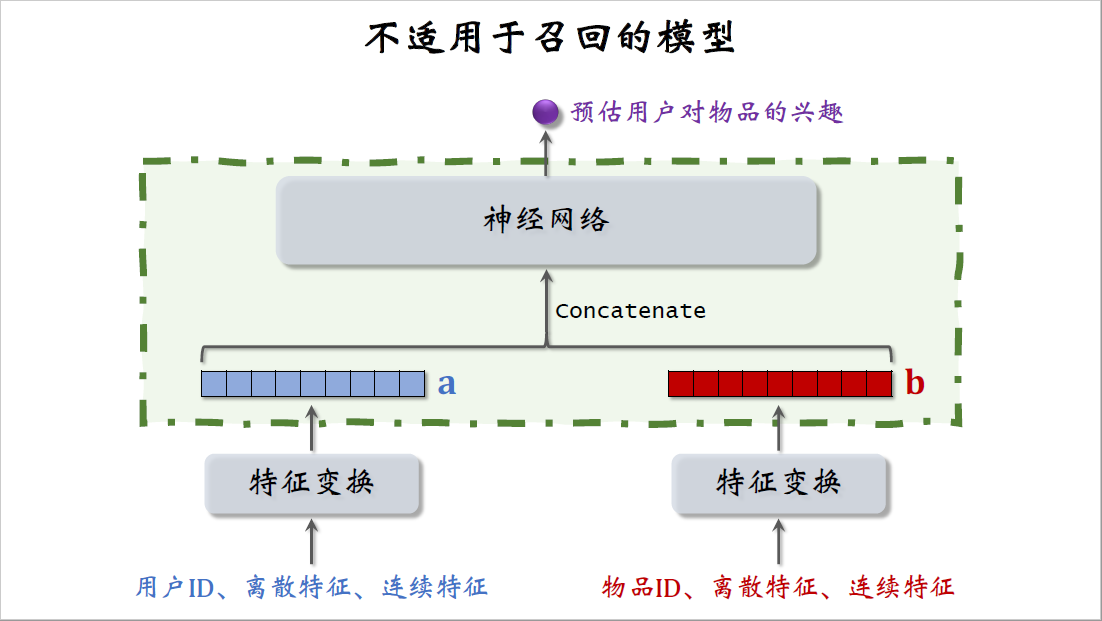 不适用于召回的模型
预估用户对物品的兴趣
神经网络
Concatenate
a
b
特征变换
特征变换
用户ID、离散特征、连续特征
物品ID、离散特征、连续特征